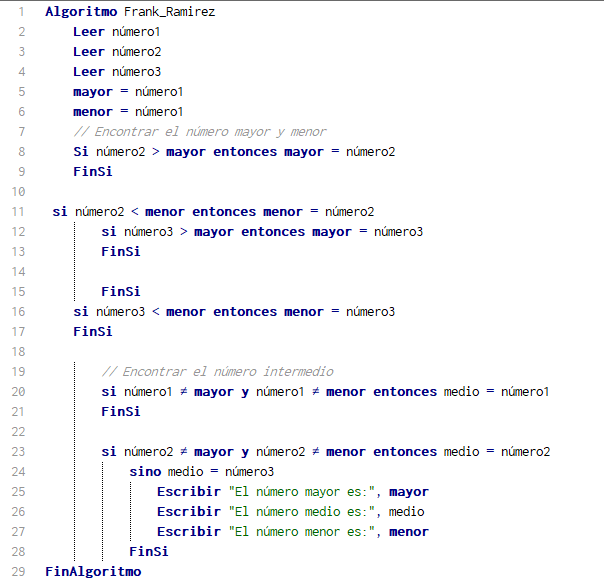 1 Algoritmo Frank_Ramirez
2 Leer número1
3 Leer número2
4 Leer número3
5 mayor = número1
6 menor = número1
7 // Encontrar el número mayor y menor
8 Si número2 > mayor entonces mayor = número2
9 FinSi
10
11 si número2 < menor entonces menor = número2
12 si número3 > mayor entonces mayor = número3
13 FinSi
14
15 FinSi
16 si número3 < menor entonces menor = número3
17 FinSi
18
19 // Encontrar el número intermedio
20 si número1 ≠ mayor y número1 ≠ menor entonces medio = número1
21 FinSi
22
23 si número2 ≠ mayor y número2 ≠ menor entonces medio = número2
24 sino medio = número3
25 Escribir "El número mayor es:", mayor
26 Escribir "El número medio es:", medio
27 Escribir "El número menor es:", menor
28 FinSi
29 FinAlgoritmo